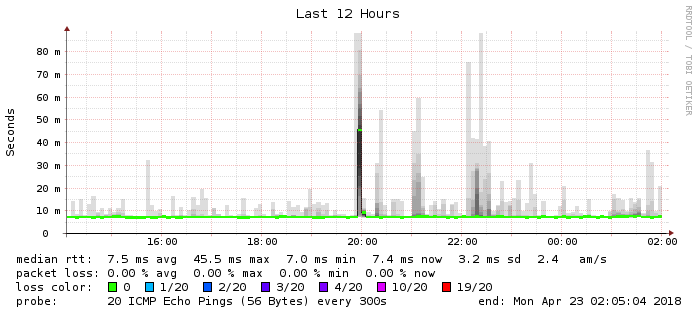 Last 12 Hours
RRDTOOL / TOBI OETIKER
Seconds
80 m
70 m
60 m
50 m
40 m
30 m
20 m
10 m
0
16:00 18:00 20:00 22:00 00:00 02:00
median rtt: 7.5 ms avg 45.5 ms max 7.0 ms min 7.4 ms now 3.2 ms sd 2.4 am/s
packet loss: 0.00 % avg 0.00 % max 0.00 % min 0.00 % now
loss color: 0 1/20 2/20 3/20 4/20 10/20 19/20
probe: 20 ICMP Echo Pings (56 Bytes) every 300s end: Mon Apr 23 02:05:04 2018